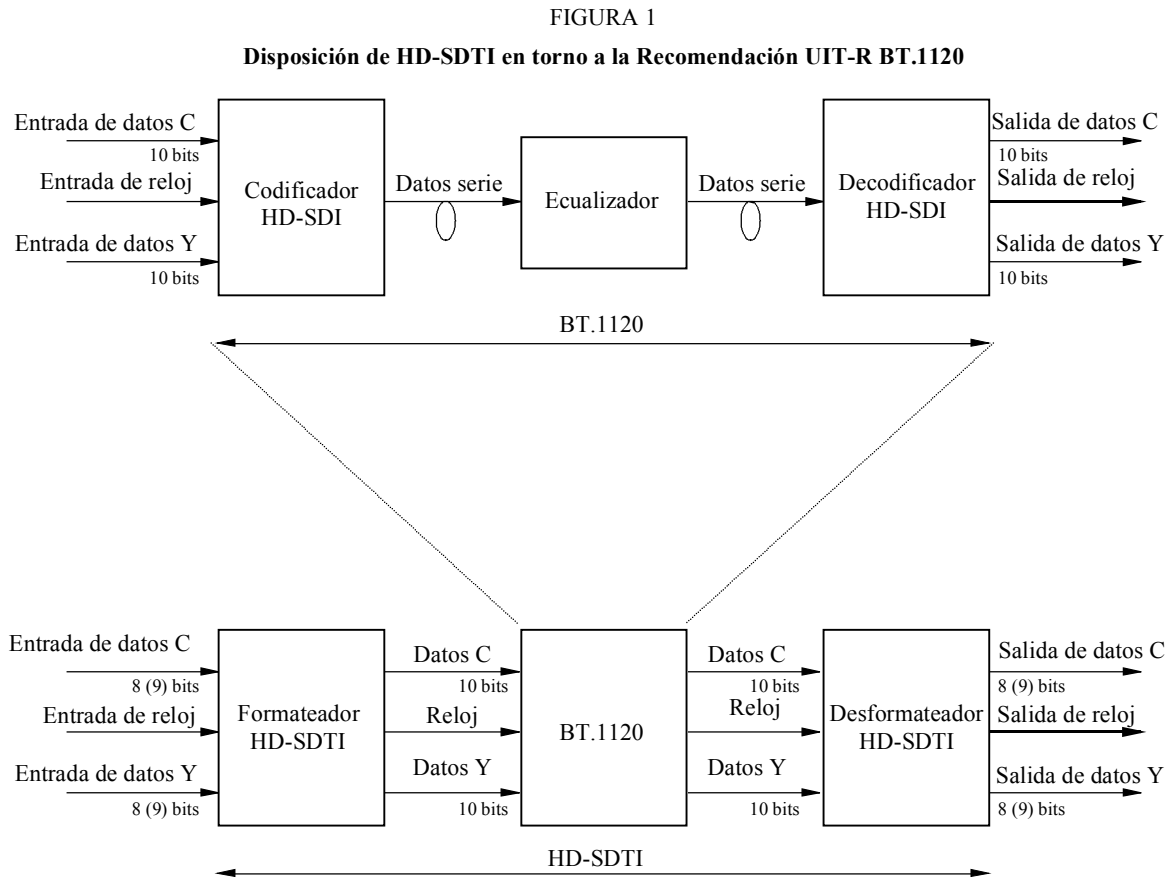 FIGURA 1
Disposición de HD-SDTI en torno a la Recomendación UIT-R BT.1120
Entrada de datos C
10 bits
Entrada de reloj
Entrada de datos Y
10 bits
Codificador
HD-SDI
Datos serie
Ecualizador
Datos serie
Decodificador
HD-SDI
Salida de datos C
10 bits
Salida de reloj
Salida de datos Y
10 bits
BT.1120
Entrada de datos C
8 (9) bits
Entrada de reloj
Entrada de datos Y
8 (9) bits
Formateador
HD-SDTI
Datos C
10 bits
Reloj
Datos Y
10 bits
BT.1120
Datos C
10 bits
Reloj
Datos Y
10 bits
Desformateador
HD-SDTI
Salida de datos C
8 (9) bits
Salida de reloj
Salida de datos Y
8 (9) bits
HD-SDTI